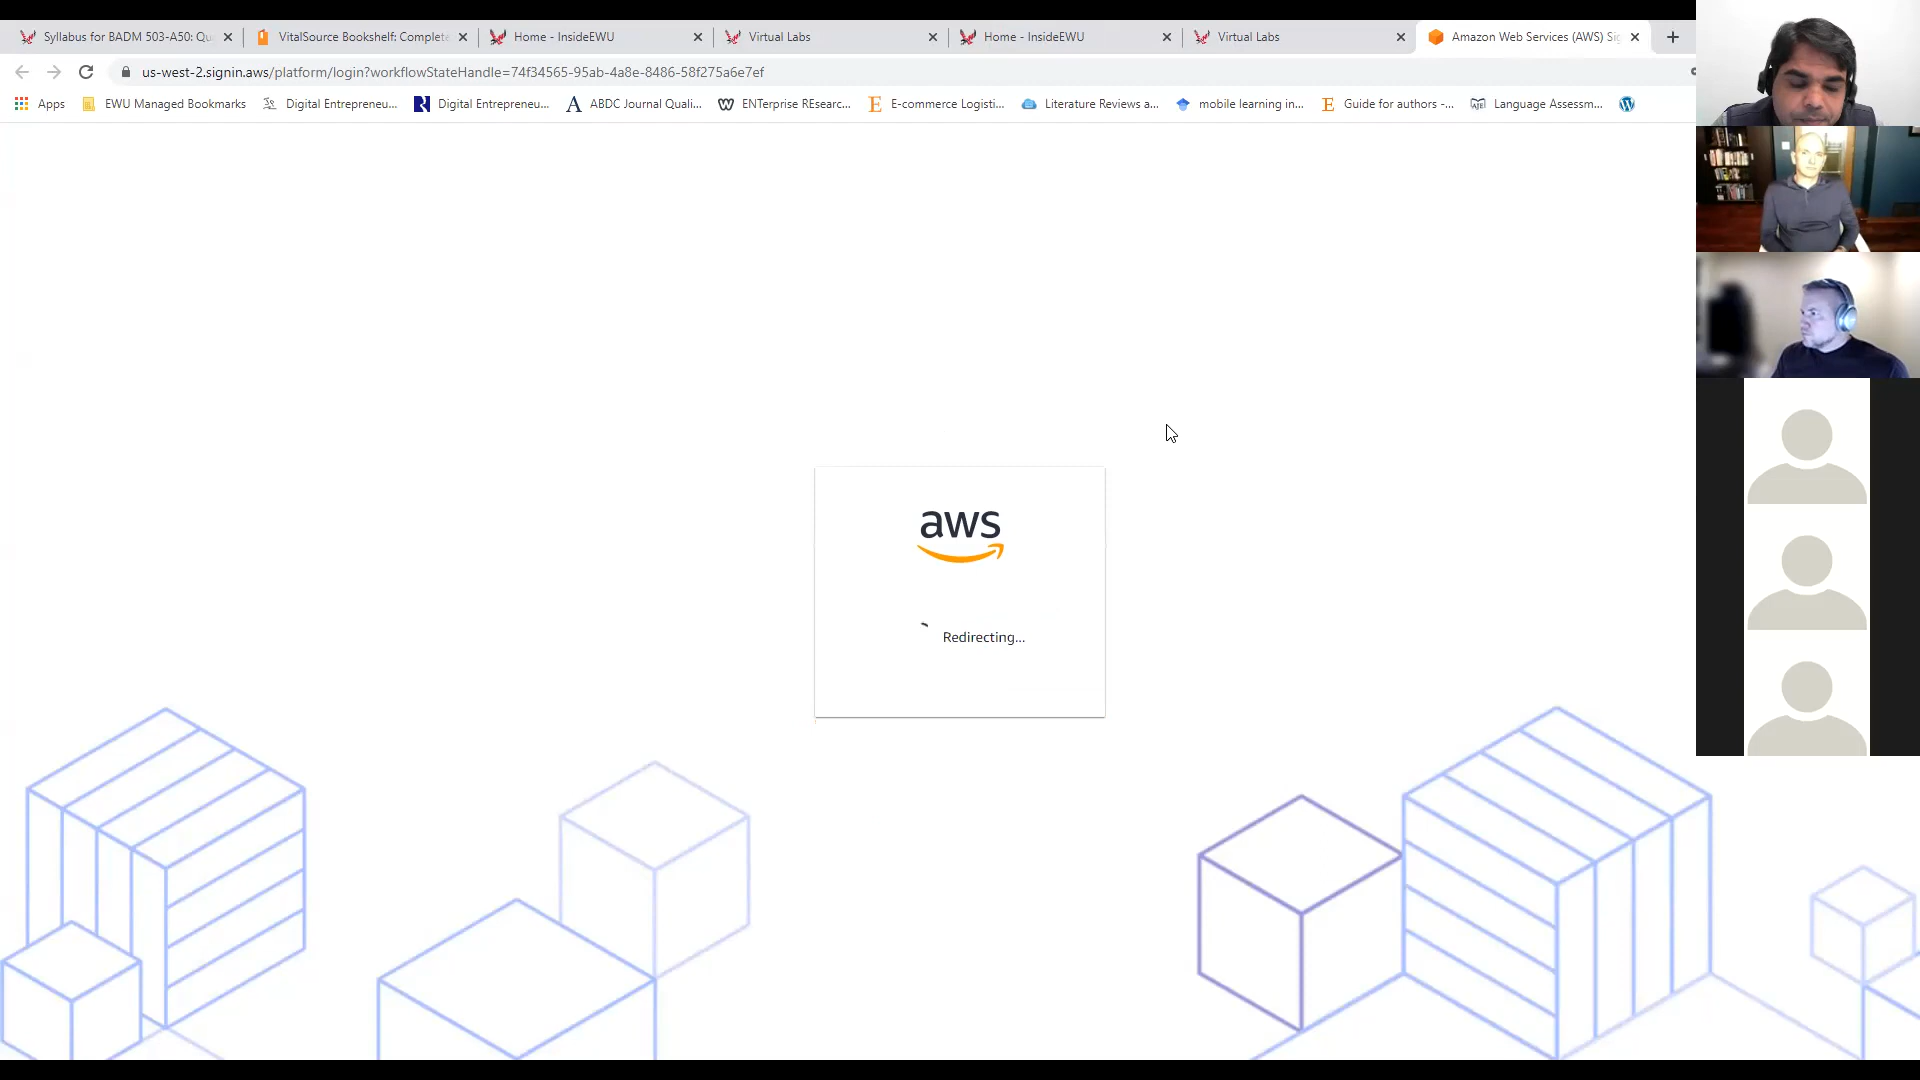 Syllabus for BADM 503-A50: Qu
VitalSource Bookshelf: Complete
Home - InsideEWU
Virtual Labs
Home - InsideEWU
Virtual Labs
Amazon Web Services (AWS) Sig
us-west-2.signin.aws/platform/login?workflowStateHandle=74f34565-95ab-4a8e-8486-58f275a6e7ef
Apps
EWU Managed Bookmarks
Digital Entrepreneu...
Digital Entrepreneu...
ABDC Journal Quali...
ENTerprise REsearc...
E-commerce Logisti...
Literature Reviews a...
mobile learning in...
Guide for authors -...
Language Assessm...
aws
Redirecting...